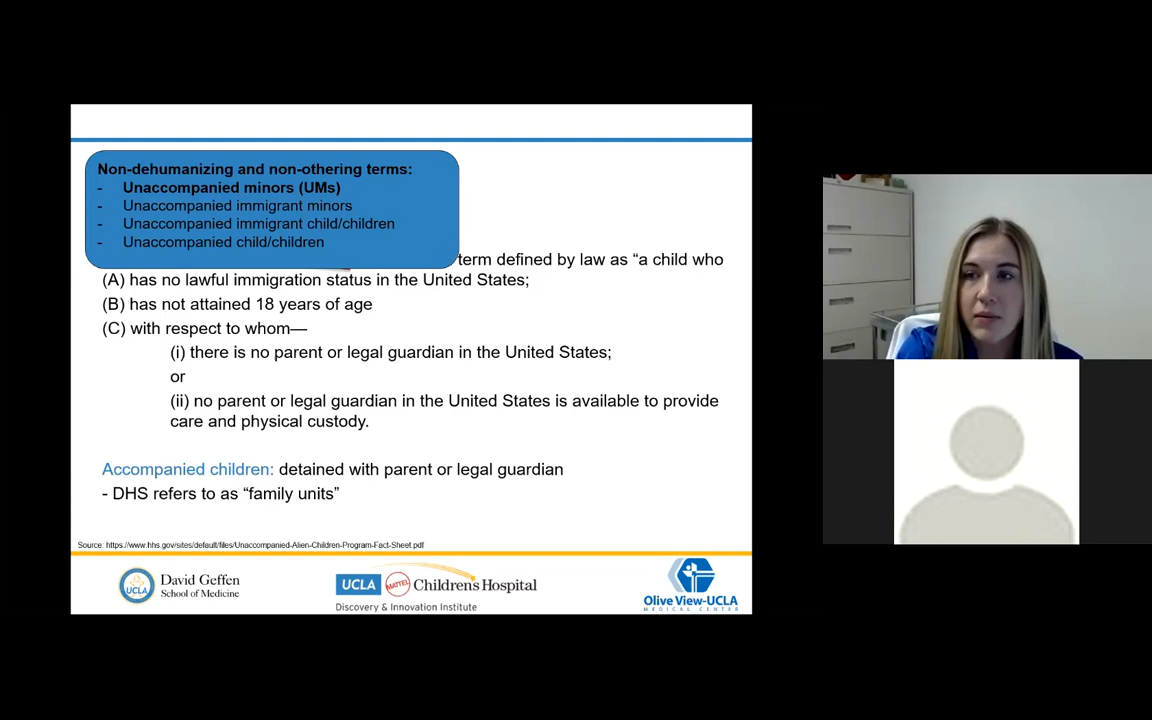 Non-dehumanizing and non-othering terms:
- Unaccompanied minors (UMs)
- Unaccompanied immigrant minors
- Unaccompanied immigrant child/children
- Unaccompanied child/children
term defined by law as “a child who
(A) has no lawful immigration status in the United States;
(B) has not attained 18 years of age
(C) with respect to whom—
(i) there is no parent or legal guardian in the United States;
or
(ii) no parent or legal guardian in the United States is available to provide
care and physical custody.
Accompanied children: detained with parent or legal guardian
- DHS refers to as “family units”
Source: https://www.hhs.gov/sites/default/files/Unaccompanied-Alien-Children-Program-Fact-Sheet.pdf
UCLA
David Geffen
School of Medicine
UCLA MATTEL Childrens Hospital
Discovery & Innovation Institute
Olive View-UCLA
MEDICAL CENTER